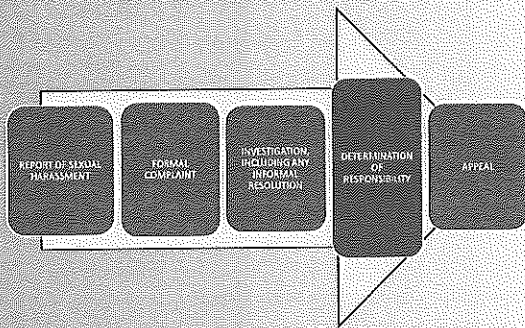 REPORT OF SEXUAL
HARASSMENT
FORMAL
COMPLAINT
INVESTIGATION,
INCLUDING ANY
INFORMAL
RESOLUTION
DETERMINATION
OF
RESPONSIBILITY
APPEAL